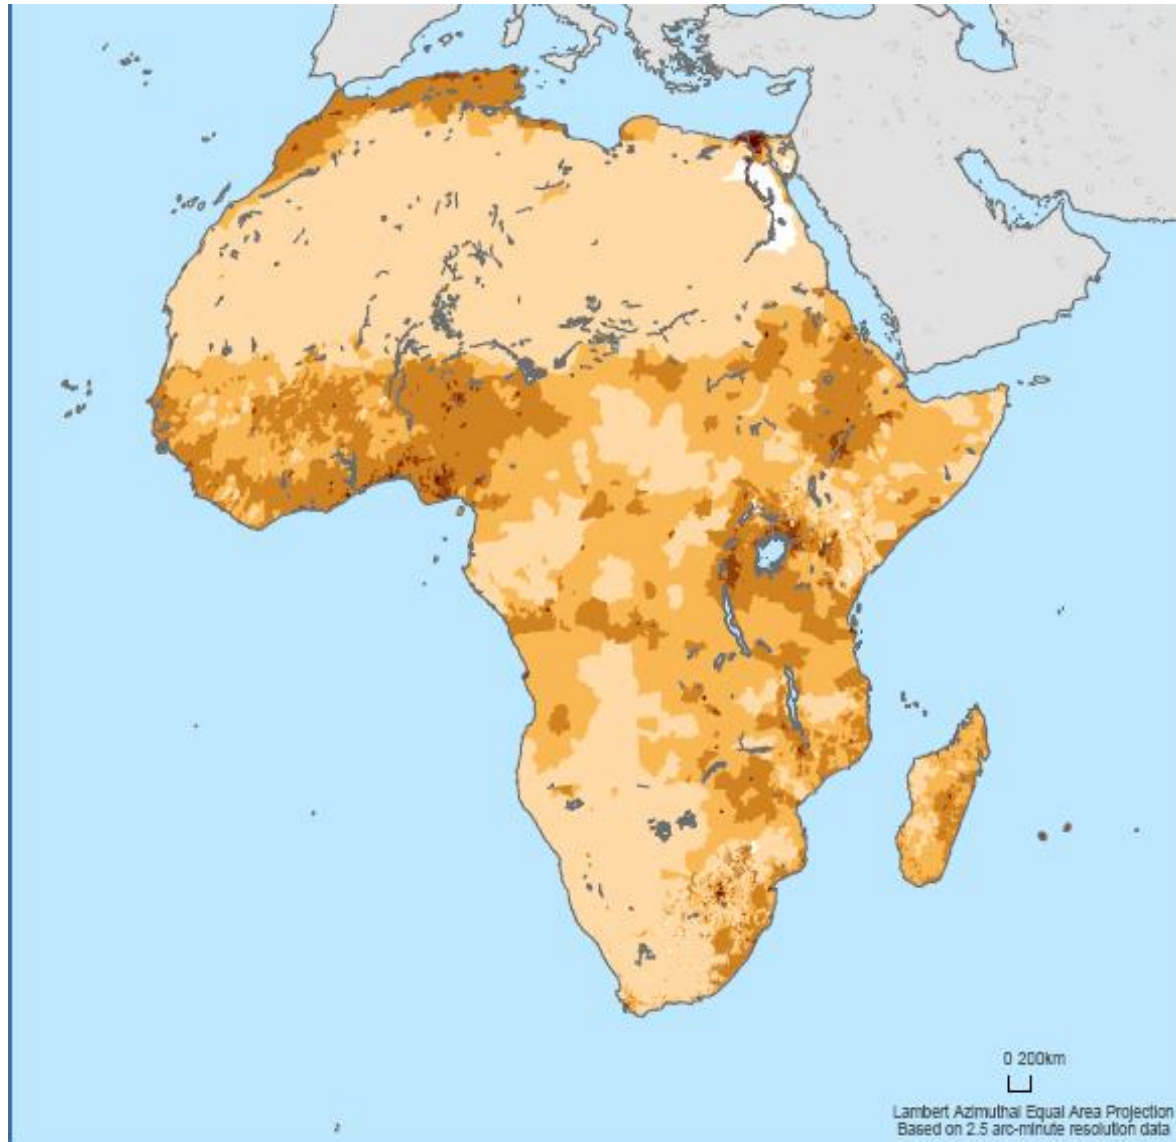 0 200km
Lambert Azimuthal Equal Area Projection
Based on 2.5 arc-minute resolution data